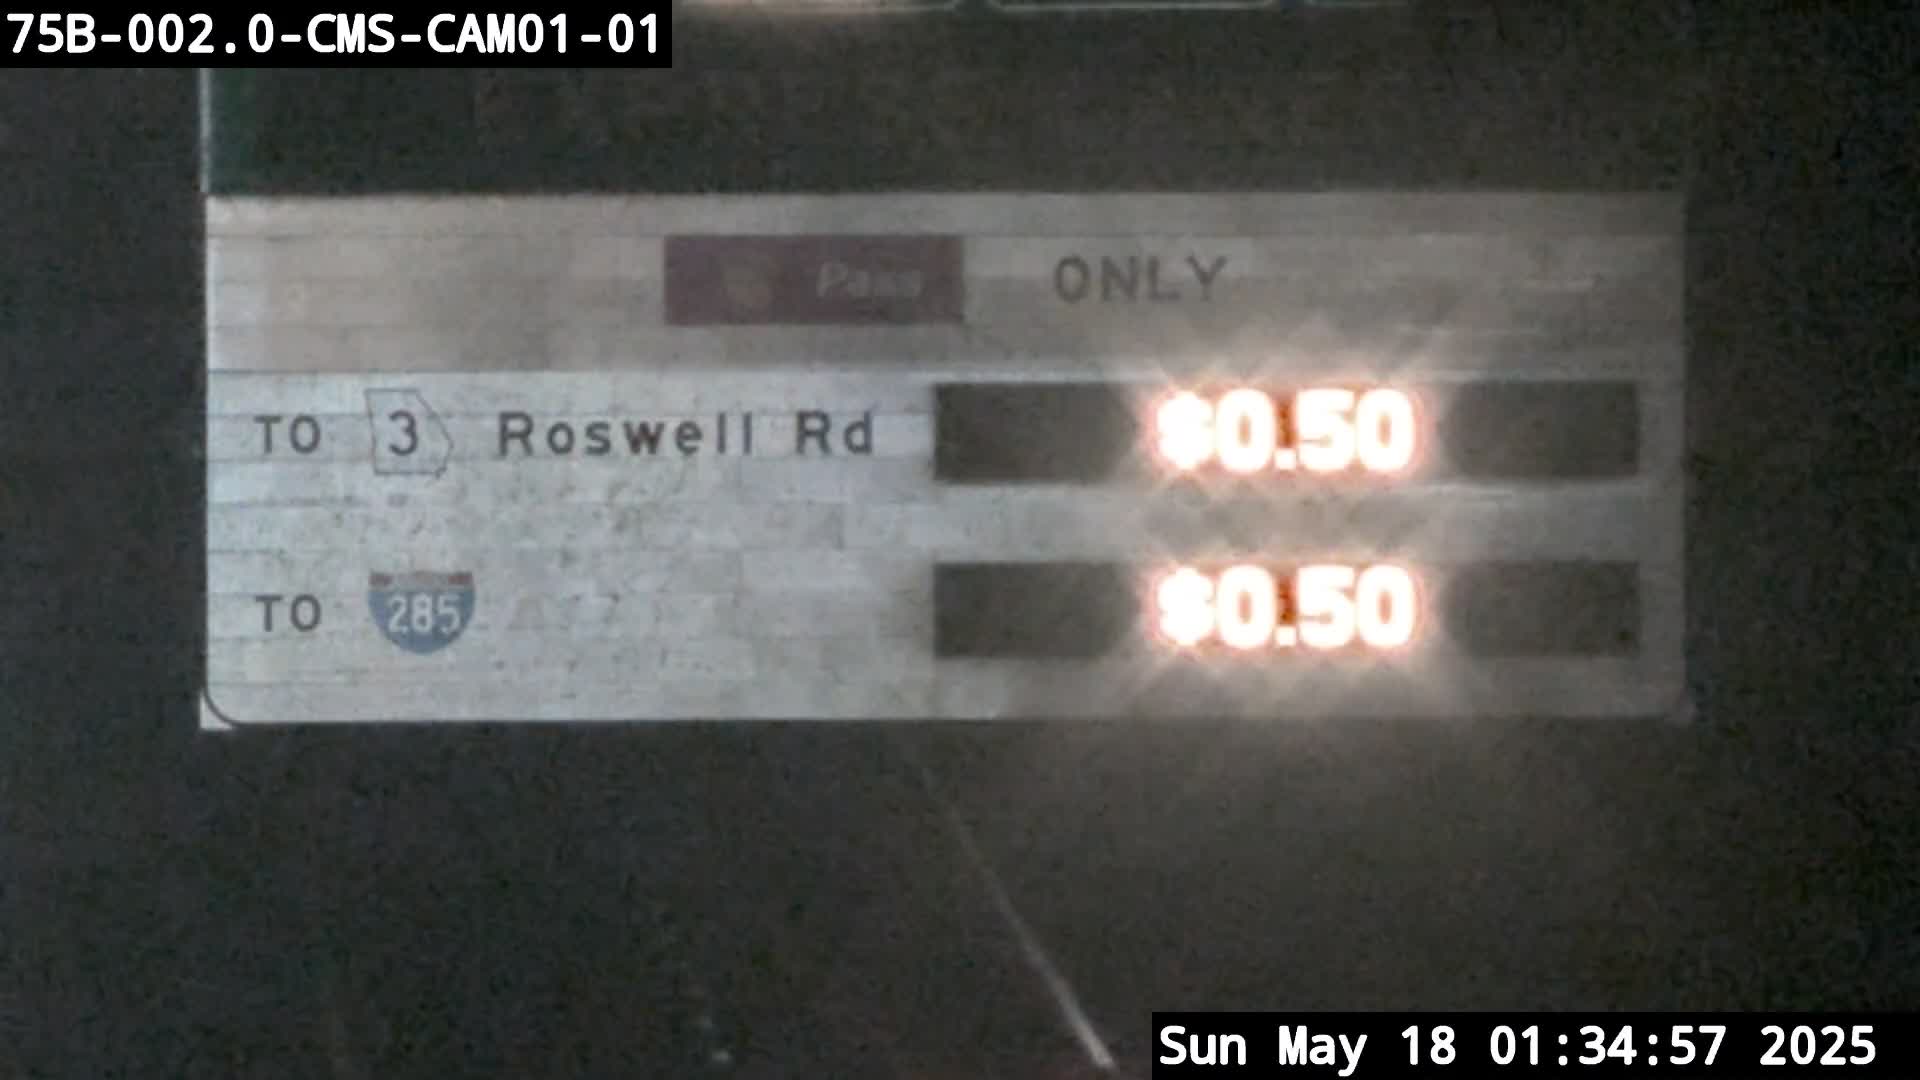 75B-002.0-CMS-CAM01-01
Pass ONLY
TO 3 Roswell Rd $0.50
TO 285 $0.50
Sun May 18 01:34:57 2025